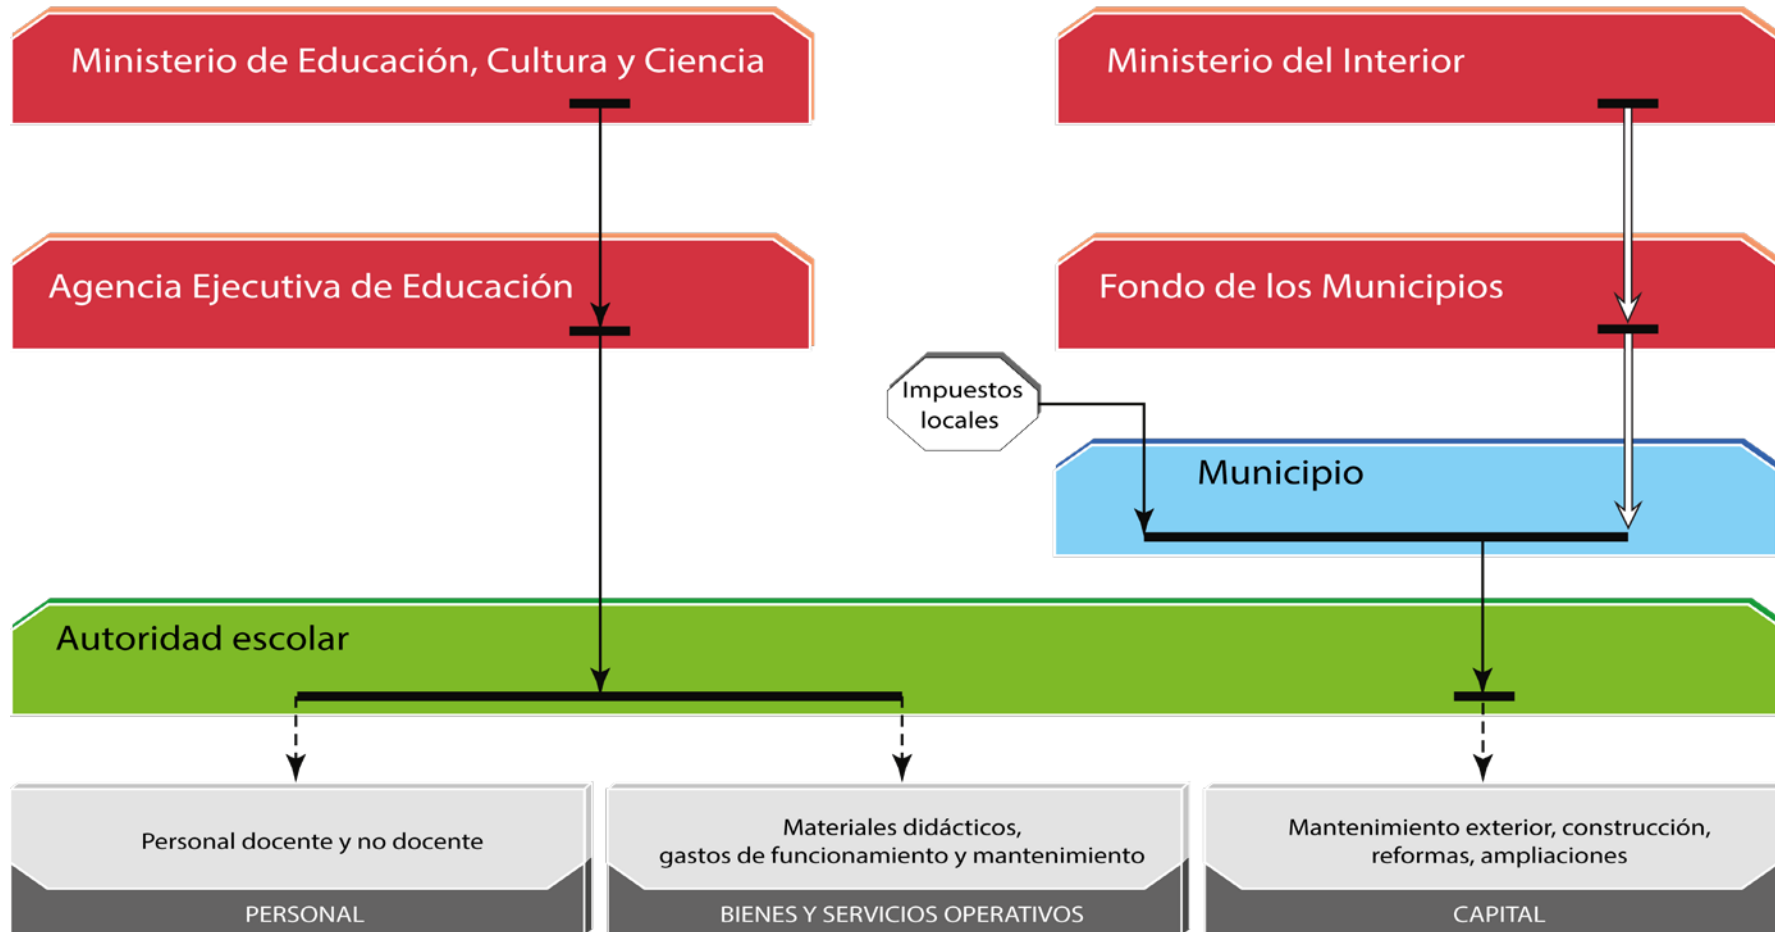 Ministerio de Educación, Cultura y Ciencia
Ministerio del Interior
Agencia Ejecutiva de Educación
Fondo de los Municipios
Impuestos
locales
Municipio
Autoridad escolar
Personal docente y no docente
Materiales didácticos,
gastos de funcionamiento y mantenimiento
Mantenimiento exterior, construcción,
reformas, ampliaciones
PERSONAL
BIENES Y SERVICIOS OPERATIVOS
CAPITAL